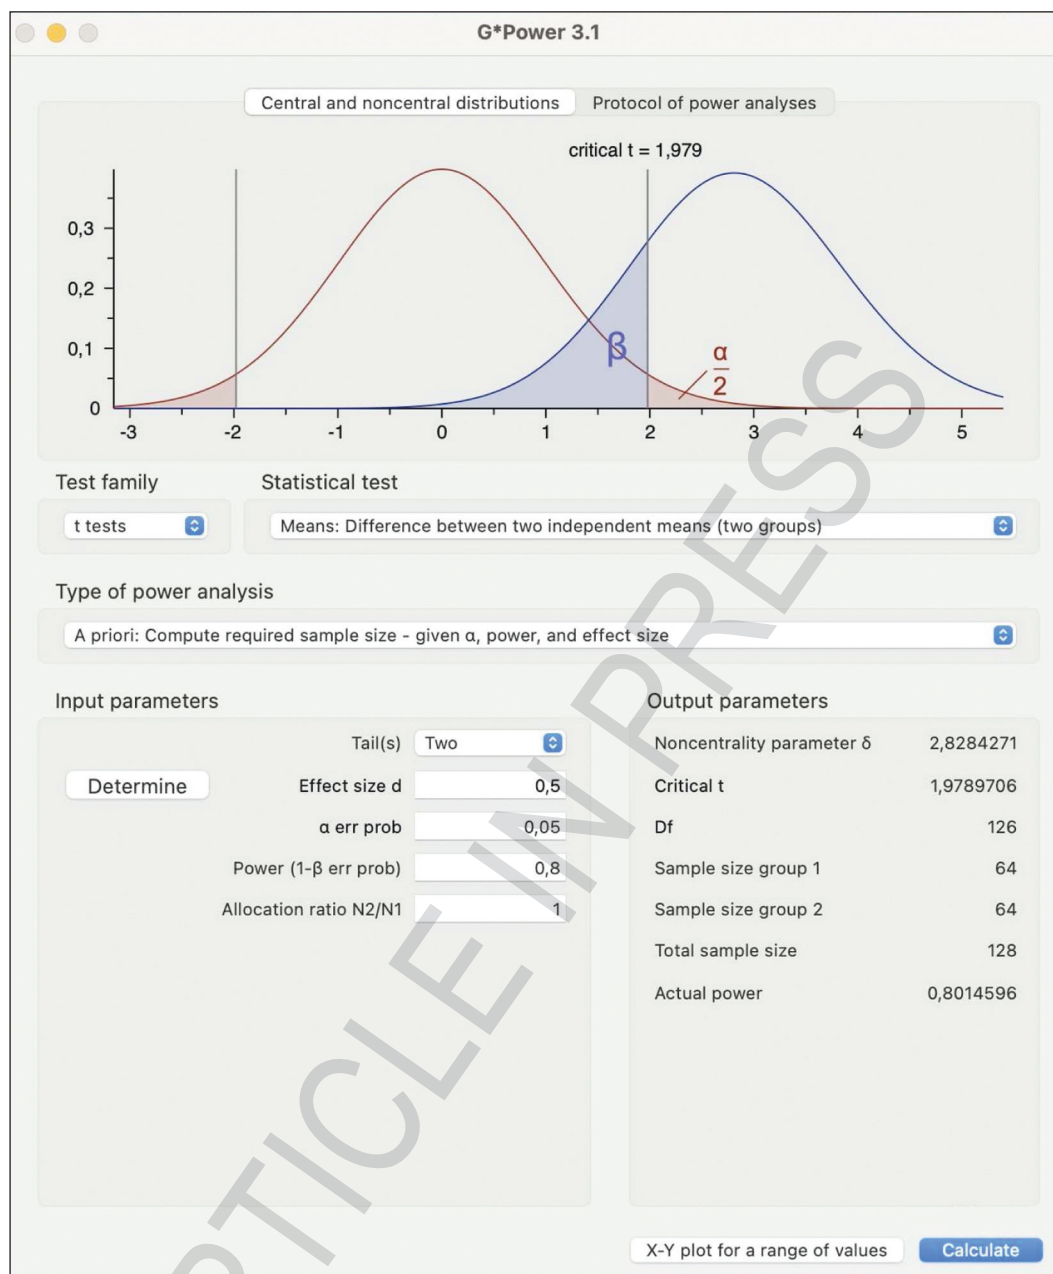 G*Power 3.1
Central and noncentral distributions Protocol of power analyses
critical t = 1,979
0,3
0,2
0,1
0
β
α
2
-3 -2 -1 0 1 2 3 4 5
Test family Statistical test
t tests Means: Difference between two independent means (two groups)
Type of power analysis
A priori: Compute required sample size - given α, power, and effect size
Input parameters
Tail(s) Two
Determine Effect size d 0,5
α err prob 0,05
Power (1-β err prob) 0,8
Allocation ratio N2/N1 1
Output parameters
Noncentrality parameter δ 2,8284271
Critical t 1,9789706
Df 126
Sample size group 1 64
Sample size group 2 64
Total sample size 128
Actual power 0,8014596
X-Y plot for a range of values Calculate
RTICLE IN PRESS